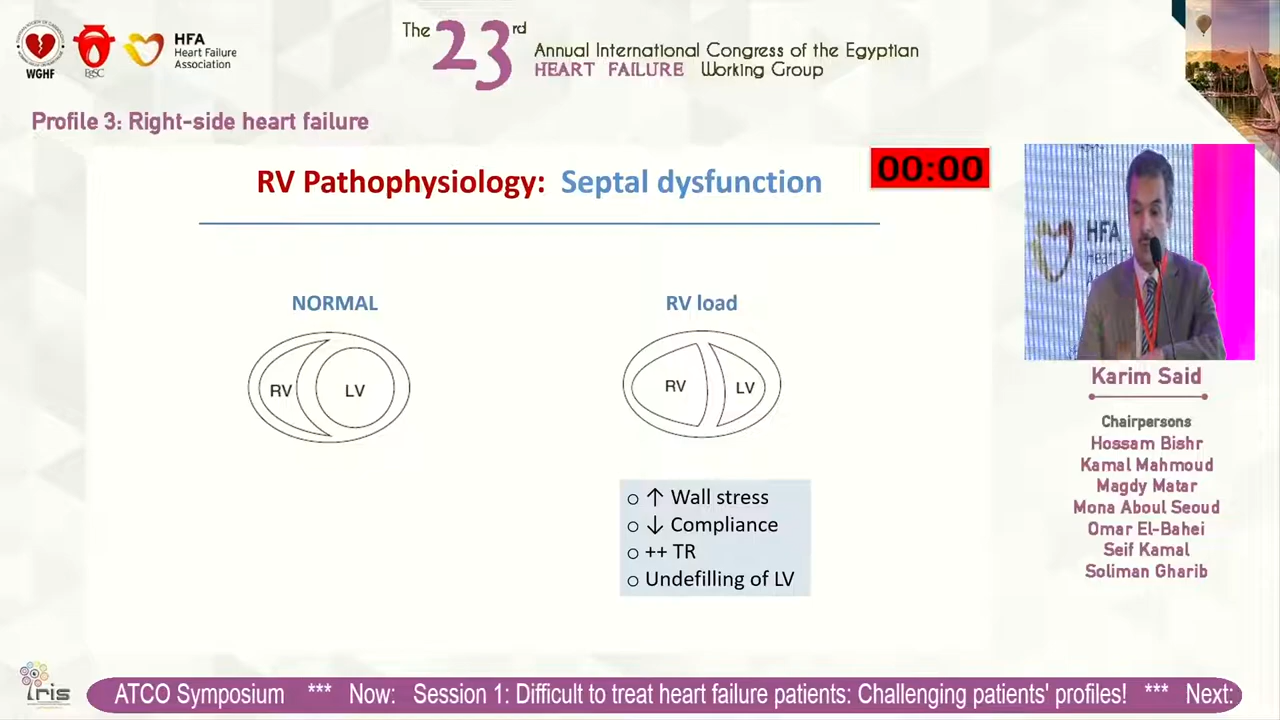 WGHF
EgSC
HFA
Heart Failure
Association
The 23rd
Annual International Congress of the Egyptian
HEART FAILURE Working Group
Profile 3: Right-side heart failure
RV Pathophysiology: Septal dysfunction
00:00
NORMAL
RV load
RV
LV
RV
LV
○ ↑ Wall stress
○ ↓ Compliance
○ ++ TR
○ Undefilling of LV
HFA
Karim Said
Chairpersons
Hossam Bishr
Kamal Mahmoud
Magdy Matar
Mona Aboul Seoud
Omar El-Bahei
Seif Kamal
Soliman Gharib
iris
ATCO Symposium *** Now: Session 1: Difficult to treat heart failure patients: Challenging patients' profiles! *** Next: